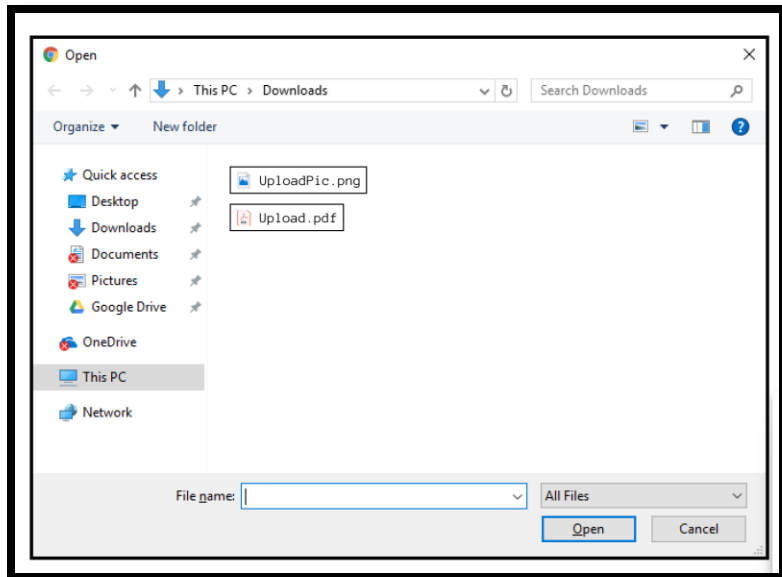 Open
This PC > Downloads
Search Downloads
Organize
New folder
?
Quick access
Desktop
Downloads
Documents
Pictures
Google Drive
OneDrive
This PC
Network
UploadPic.png
Upload.pdf
File name:
All Files
Open
Cancel